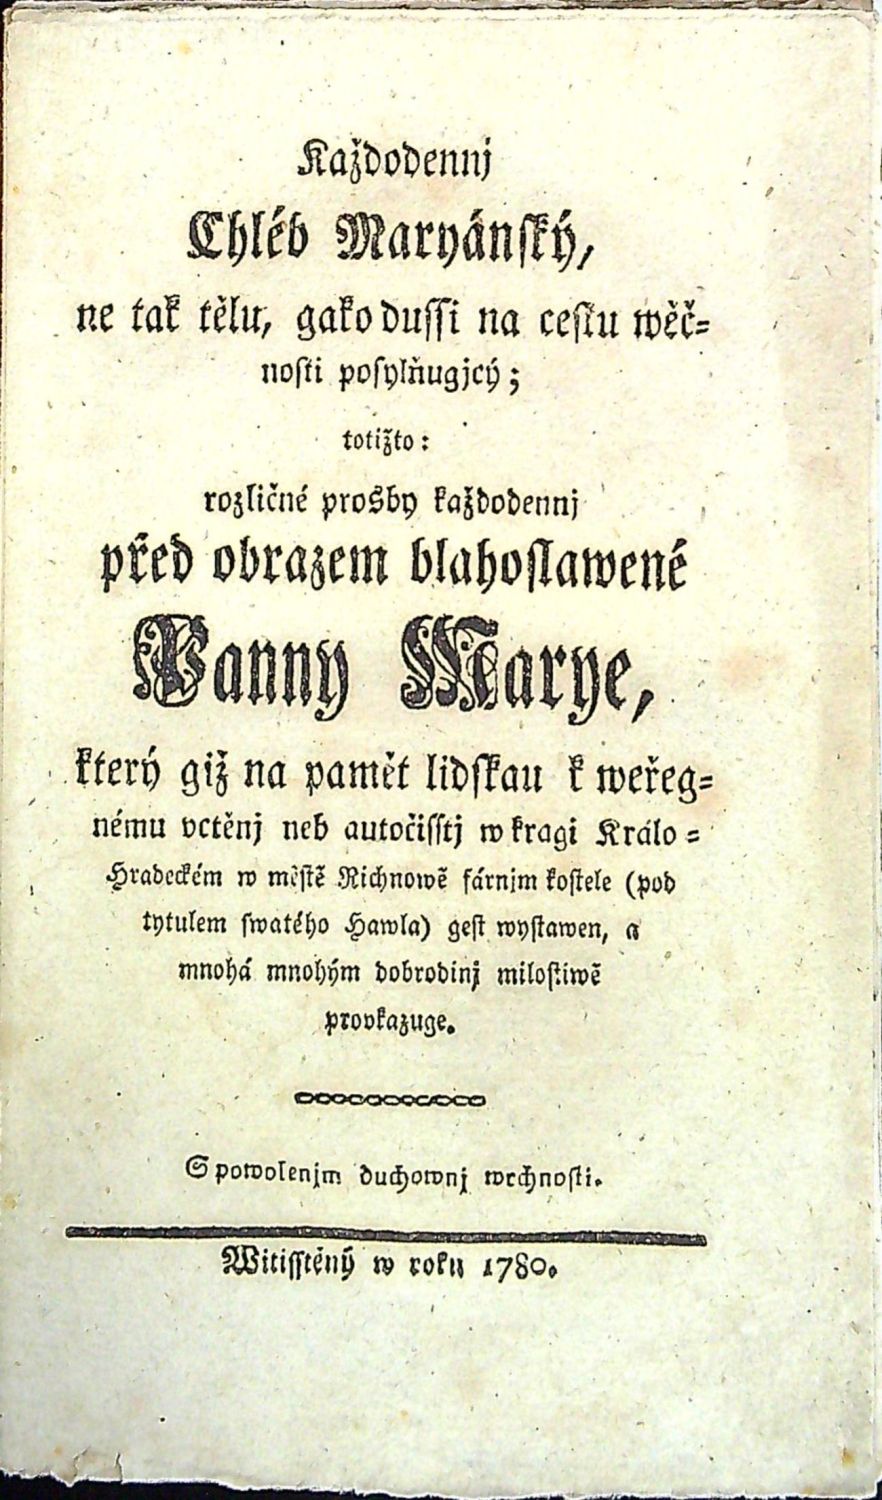 Každodennj
Chléb Maryánský,
ne tak tělu, gako dussi na cestu wěč=
nosti posylňugjcý;
totižto:
rozličné prosby každodennj
před obrazem blahoslawené
Panny Marye,
který giž na pamět lidskau k weřeg=
nému vctěnj neb autočisstj w kragi Králo=
Hradeckém w městě Richnowě fárnjm kostele (pod
tytulem swatého Hawla) gest wystawen, a
mnohá mnohým dobrodinj milostiwě
provkazuge.
S powolenjm duchownj wrchnosti.
Witisstěný w roku 1780.